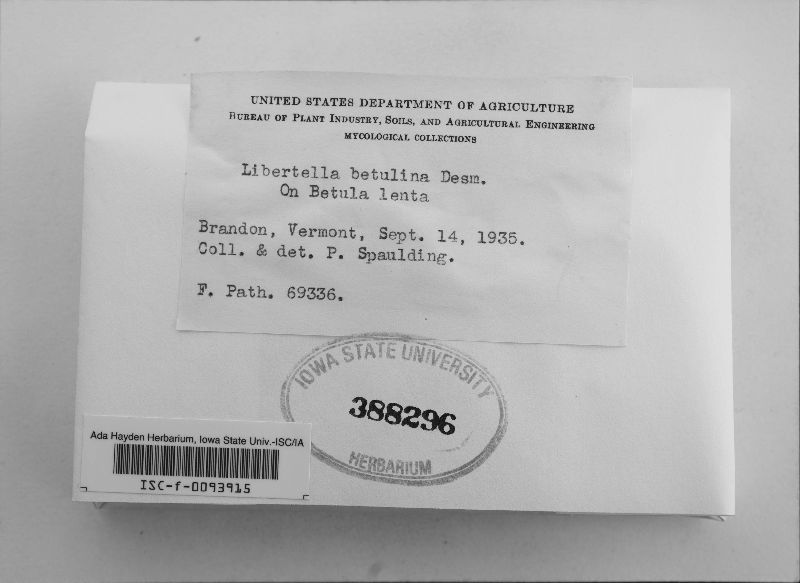 UNITED STATES DEPARTMENT OF AGRICULTURE
BUREAU OF PLANT INDUSTRY, SOILS, AND AGRICULTURAL ENGINEERING
MYCOLOGICAL COLLECTIONS
Libertella betulina Desm.
On Betula lenta
Brandon, Vermont, Sept. 14, 1935.
Coll. & det. P. Spaulding.
F. Path. 69336.
IOWA STATE UNIVERSITY
388296
HERBARIUM
Ada Hayden Herbarium, Iowa State Univ.-ISC/IA
ISC-f-0093915